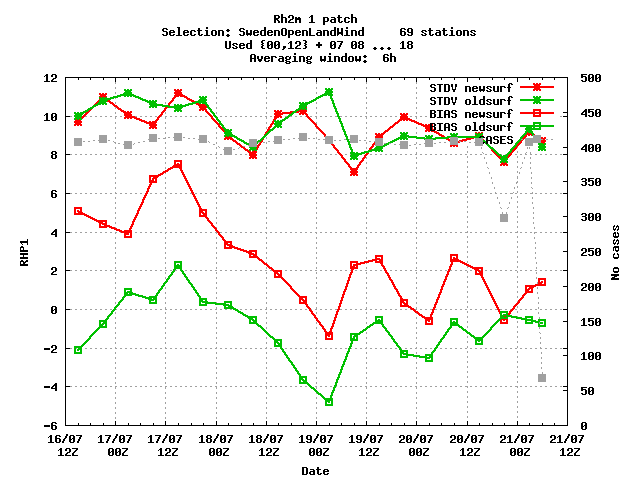 Rh2m 1 patch
Selection: SwedenOpenLandWind     69 stations
Used {00,12} + 07 08 ... 18
Averaging window:  6h
STDV newsurf
STDV oldsurf
BIAS newsurf
BIAS oldsurf
CASES
12
10
8
6
4
2
0
-2
-4
-6
RHP1
500
450
400
350
300
250
200
150
100
50
0
No cases
16/07 17/07 17/07 18/07 18/07 19/07 19/07 20/07 20/07 21/07 21/07
12Z 00Z 12Z 00Z 12Z 00Z 12Z 00Z 12Z 00Z 12Z
Date